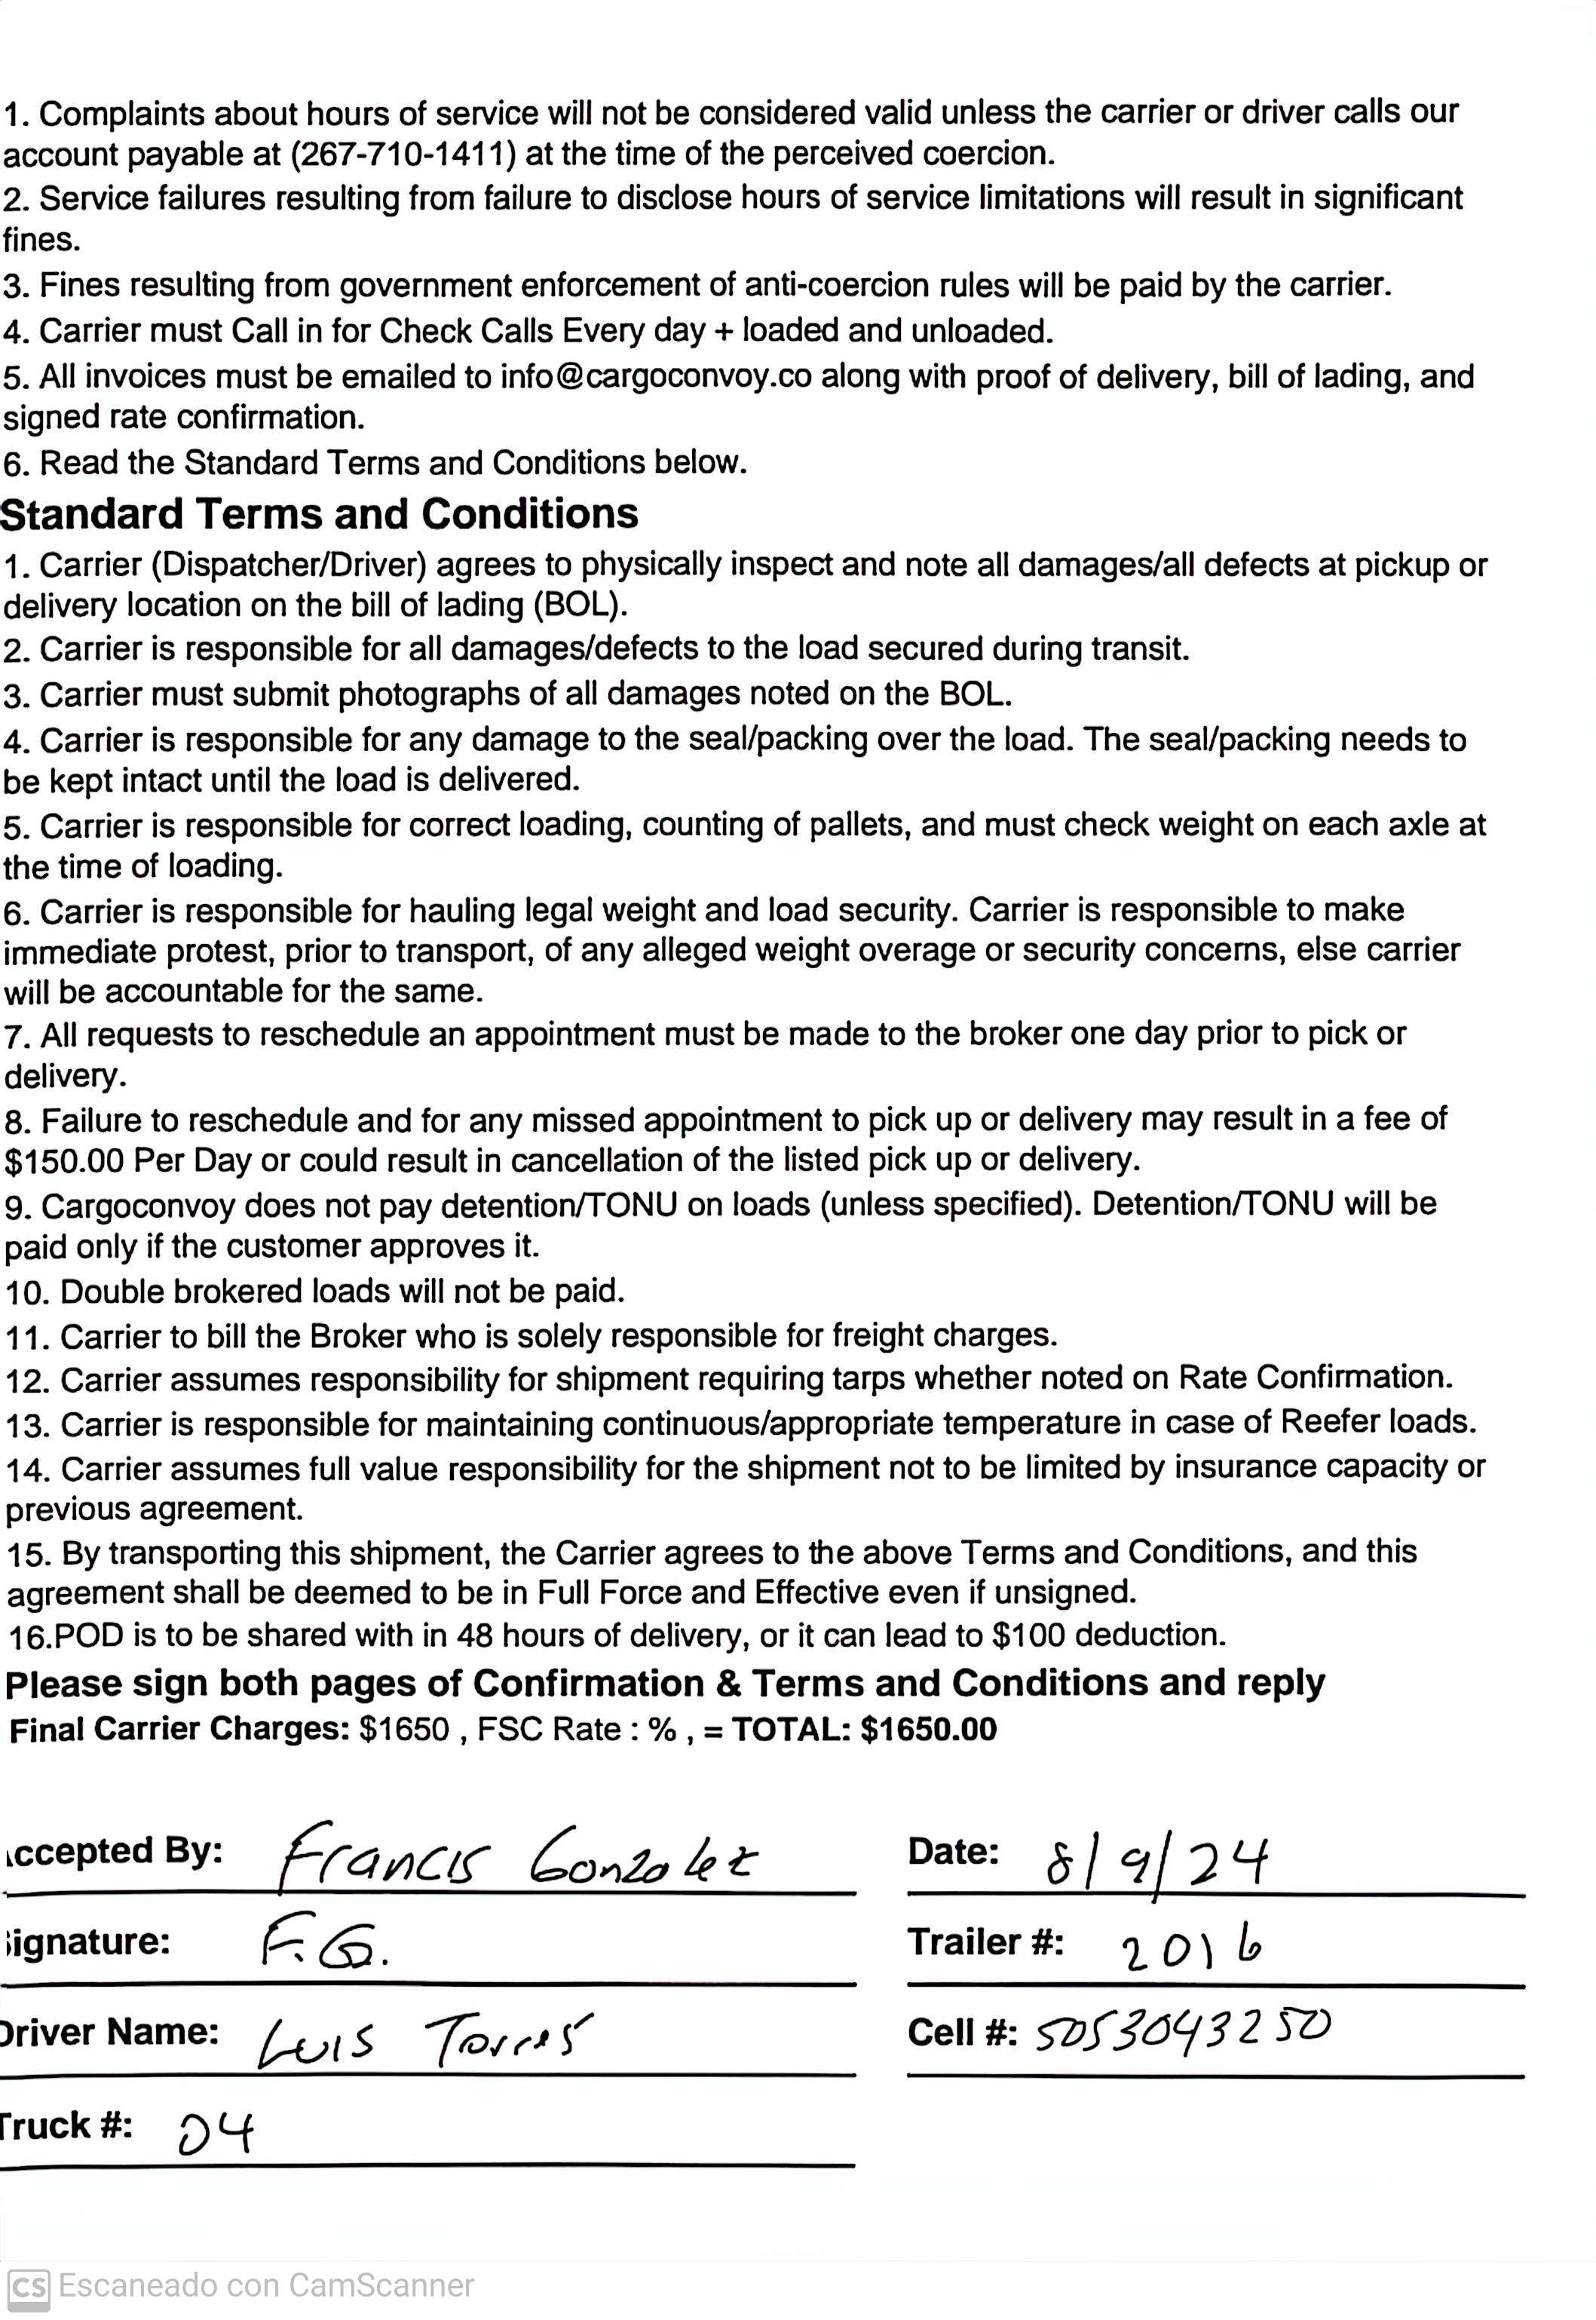 1. Complaints about hours of service will not be considered valid unless the carrier or driver calls our
account payable at (267-710-1411) at the time of the perceived coercion.
2. Service failures resulting from failure to disclose hours of service limitations will result in significant
fines.
3. Fines resulting from government enforcement of anti-coercion rules will be paid by the carrier.
4. Carrier must Call in for Check Calls Every day + loaded and unloaded.
5. All invoices must be emailed to info@cargoconvoy.co along with proof of delivery, bill of lading, and
signed rate confirmation.
6. Read the Standard Terms and Conditions below.
Standard Terms and Conditions
1. Carrier (Dispatcher/Driver) agrees to physically inspect and note all damages/all defects at pickup or
delivery location on the bill of lading (BOL).
2. Carrier is responsible for all damages/defects to the load secured during transit.
3. Carrier must submit photographs of all damages noted on the BOL.
4. Carrier is responsible for any damage to the seal/packing over the load. The seal/packing needs to
be kept intact until the load is delivered.
5. Carrier is responsible for correct loading, counting of pallets, and must check weight on each axle at
the time of loading.
6. Carrier is responsible for hauling legal weight and load security. Carrier is responsible to make
immediate protest, prior to transport, of any alleged weight overage or security concerns, else carrier
will be accountable for the same.
7. All requests to reschedule an appointment must be made to the broker one day prior to pick or
delivery.
8. Failure to reschedule and for any missed appointment to pick up or delivery may result in a fee of
$150.00 Per Day or could result in cancellation of the listed pick up or delivery.
9. Cargoconvoy does not pay detention/TONU on loads (unless specified). Detention/TONU will be
paid only if the customer approves it.
10. Double brokered loads will not be paid.
11. Carrier to bill the Broker who is solely responsible for freight charges.
12. Carrier assumes responsibility for shipment requiring tarps whether noted on Rate Confirmation.
13. Carrier is responsible for maintaining continuous/appropriate temperature in case of Reefer loads.
14. Carrier assumes full value responsibility for the shipment not to be limited by insurance capacity or
previous agreement.
15. By transporting this shipment, the Carrier agrees to the above Terms and Conditions, and this
agreement shall be deemed to be in Full Force and Effective even if unsigned.
16.POD is to be shared with in 48 hours of delivery, or it can lead to $100 deduction.
Please sign both pages of Confirmation & Terms and Conditions and reply
Final Carrier Charges: $1650 , FSC Rate : % , = TOTAL: $1650.00
ccepted By: Francis Gonzalez Date: 8/9/24
ignature: F.G. Trailer #: 2016
Driver Name: Luis Torres Cell #: 5053043250
Truck #: 04
CS Escaneado con CamScanner